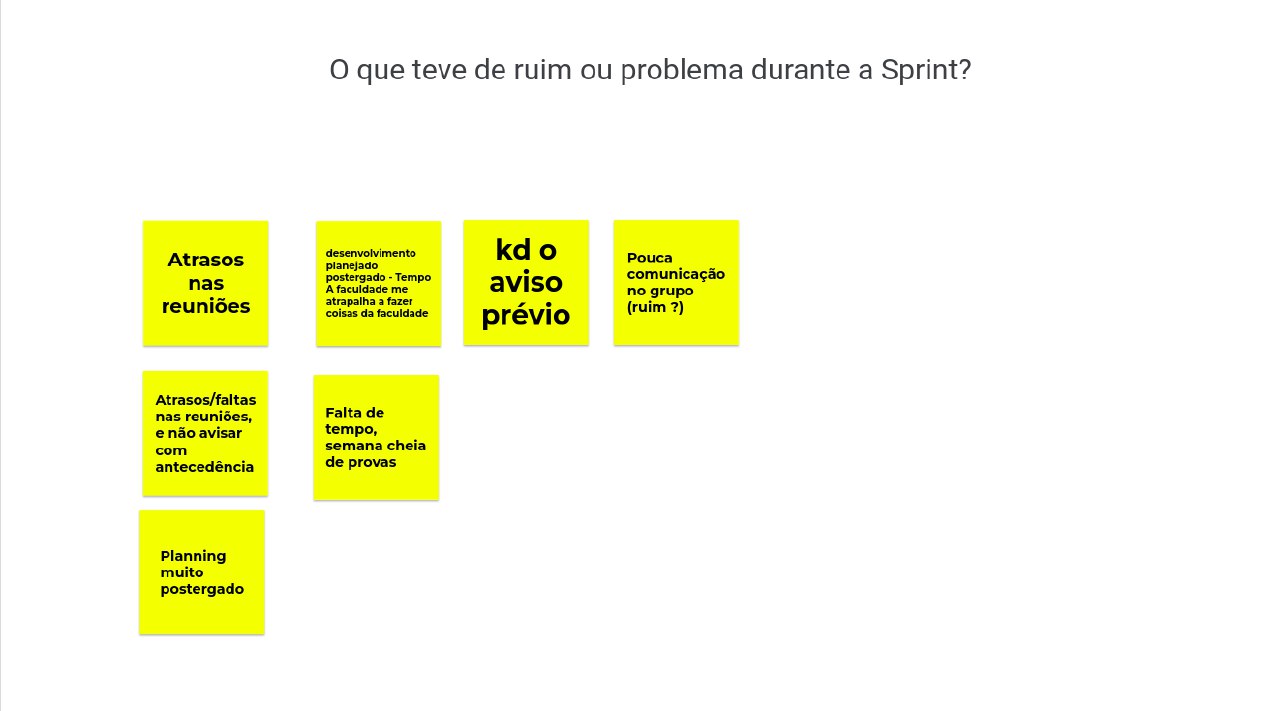 O que teve de ruim ou problema durante a Sprint?
Atrasos
nas
reuniões
desenvolvimento
planejado
postergado - Tempo
A faculdade me
atrapalha a fazer
coisas da faculdade
kd o
aviso
prévio
Pouca
comunicação
no grupo
(ruim ?)
Atrasos/faltas
nas reuniões,
e não avisar
com
antecedência
Falta de
tempo,
semana cheia
de provas
Planning
muito
postergado